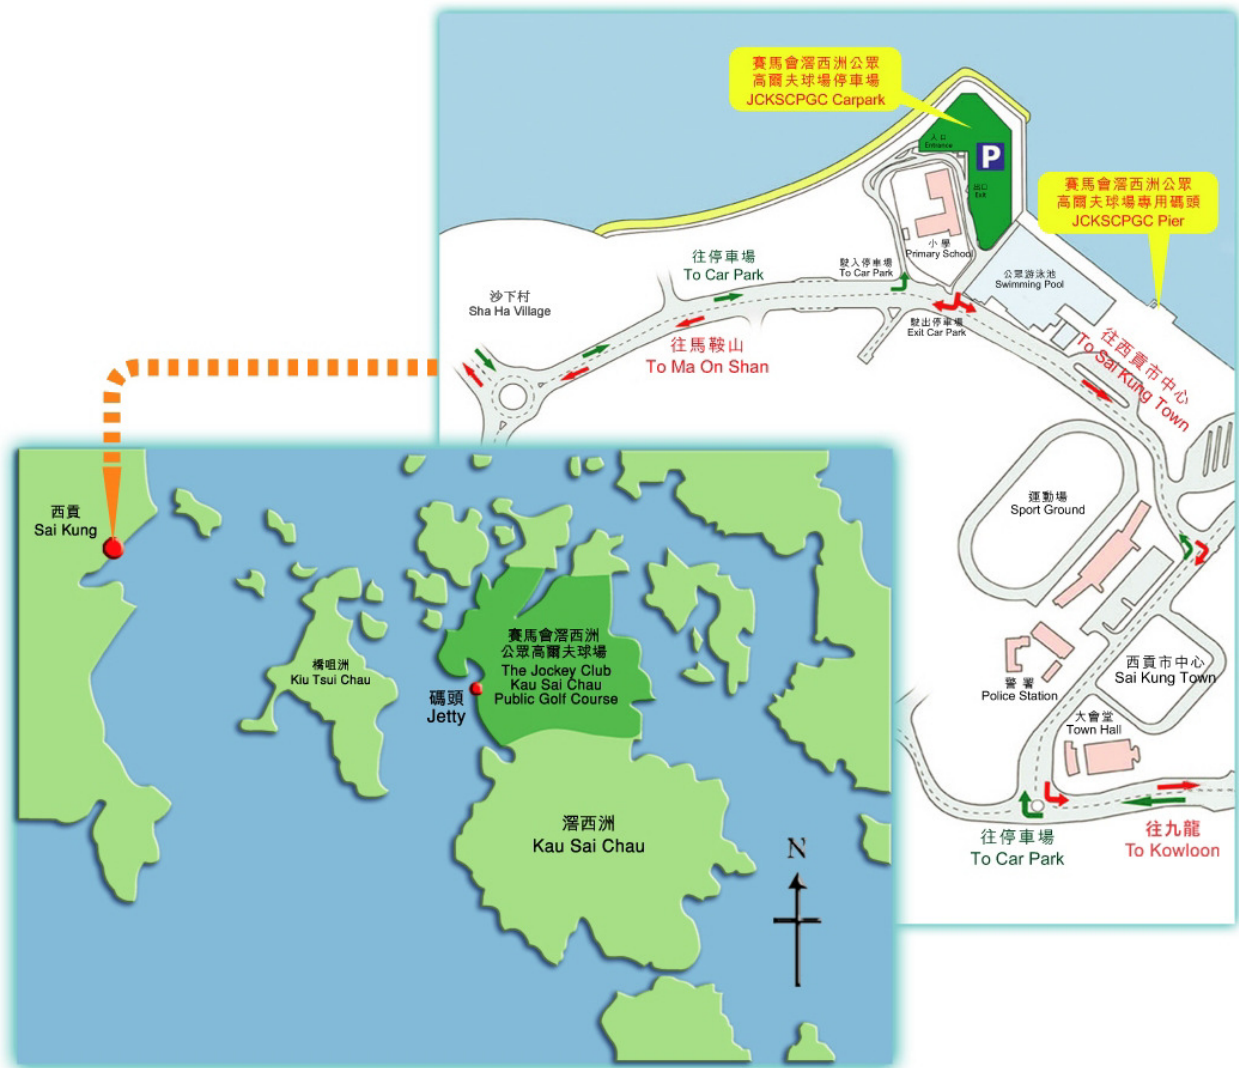 賽馬會滘西洲公眾
高爾夫球場停車場
JCKSCPGC Carpark
入口
Entrance
P
出口
Exit
賽馬會滘西洲公眾
高爾夫球場專用碼頭
JCKSCPGC Pier
小學
Primary School
往停車場
To Car Park
駛入停車場
To Car Park
公眾游泳池
Swimming Pool
沙下村
Sha Ha Village
駛出停車場
Exit Car Park
往馬鞍山
To Ma On Shan
往西貢市中心
To Sai Kung Town
運動場
Sport Ground
警署
Police Station
西貢市中心
Sai Kung Town
大會堂
Town Hall
往停車場
To Car Park
往九龍
To Kowloon
西貢
Sai Kung
橋咀洲
Kiu Tsui Chau
賽馬會滘西洲
公眾高爾夫球場
The Jockey Club
Kau Sai Chau
Public Golf Course
碼頭
Jetty
滘西洲
Kau Sai Chau
N